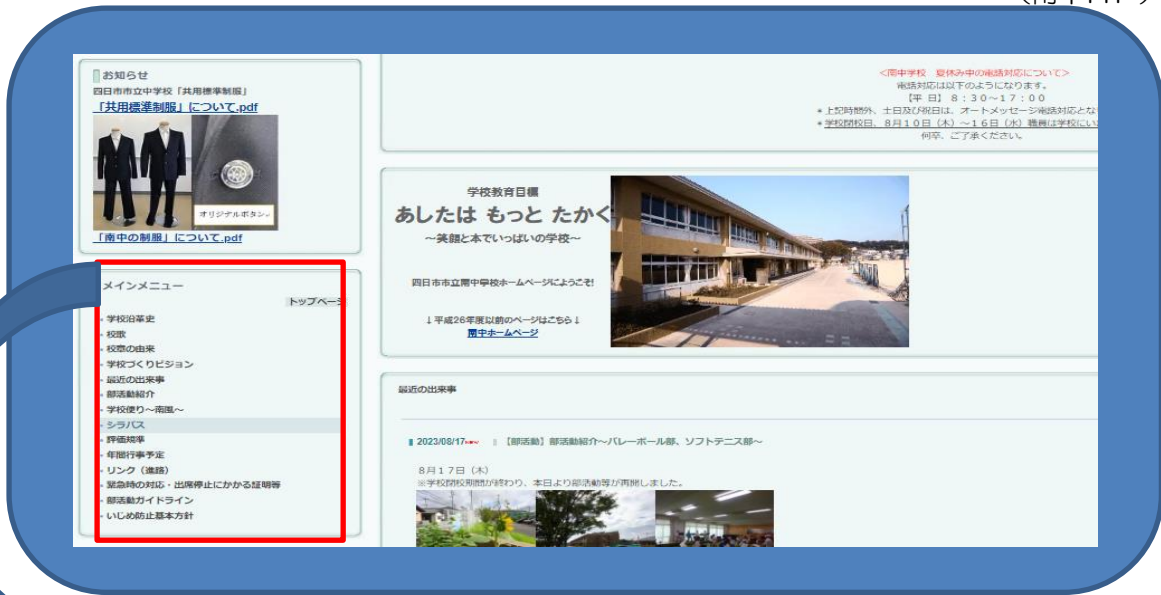 お知らせ
四日市市立中学校「共用標準制服」
「共用標準制服」について.pdf
オリジナルボタン
「南中の制服」について.pdf
メインメニュー
トップページ
学校沿革史
校歌
校章の由来
学校づくりビジョン
最近の出来事
部活動紹介
学校便り～南風～
シラバス
評価規準
年間行事予定
リンク（進路）
緊急時の対応・出席停止にかかる証明等
部活動ガイドライン
いじめ防止基本方針
＜南中学校　夏休み中の電話対応について＞
電話対応は以下のようになります。
【平 日】 8：30～17：00
＊上記時間外、土日及び祝日は、オートメッセージ電話対応とな
＊学校閉校日、8月10日（木）～16日（水）職員は学校にい
何卒、ご了承ください。
学校教育目標
あしたは もっと たかく
～笑顔と本でいっぱいの学校～
四日市市立南中学校ホームページにようこそ!
↓平成26年度以前のページはこちら↓
南中ホームページ
最近の出来事
2023/08/17 【部活動】部活動紹介～バレーボール部、ソフトテニス部～
8月17日（木）
※学校閉校期間が終わり、本日より部活動等が再開しました。